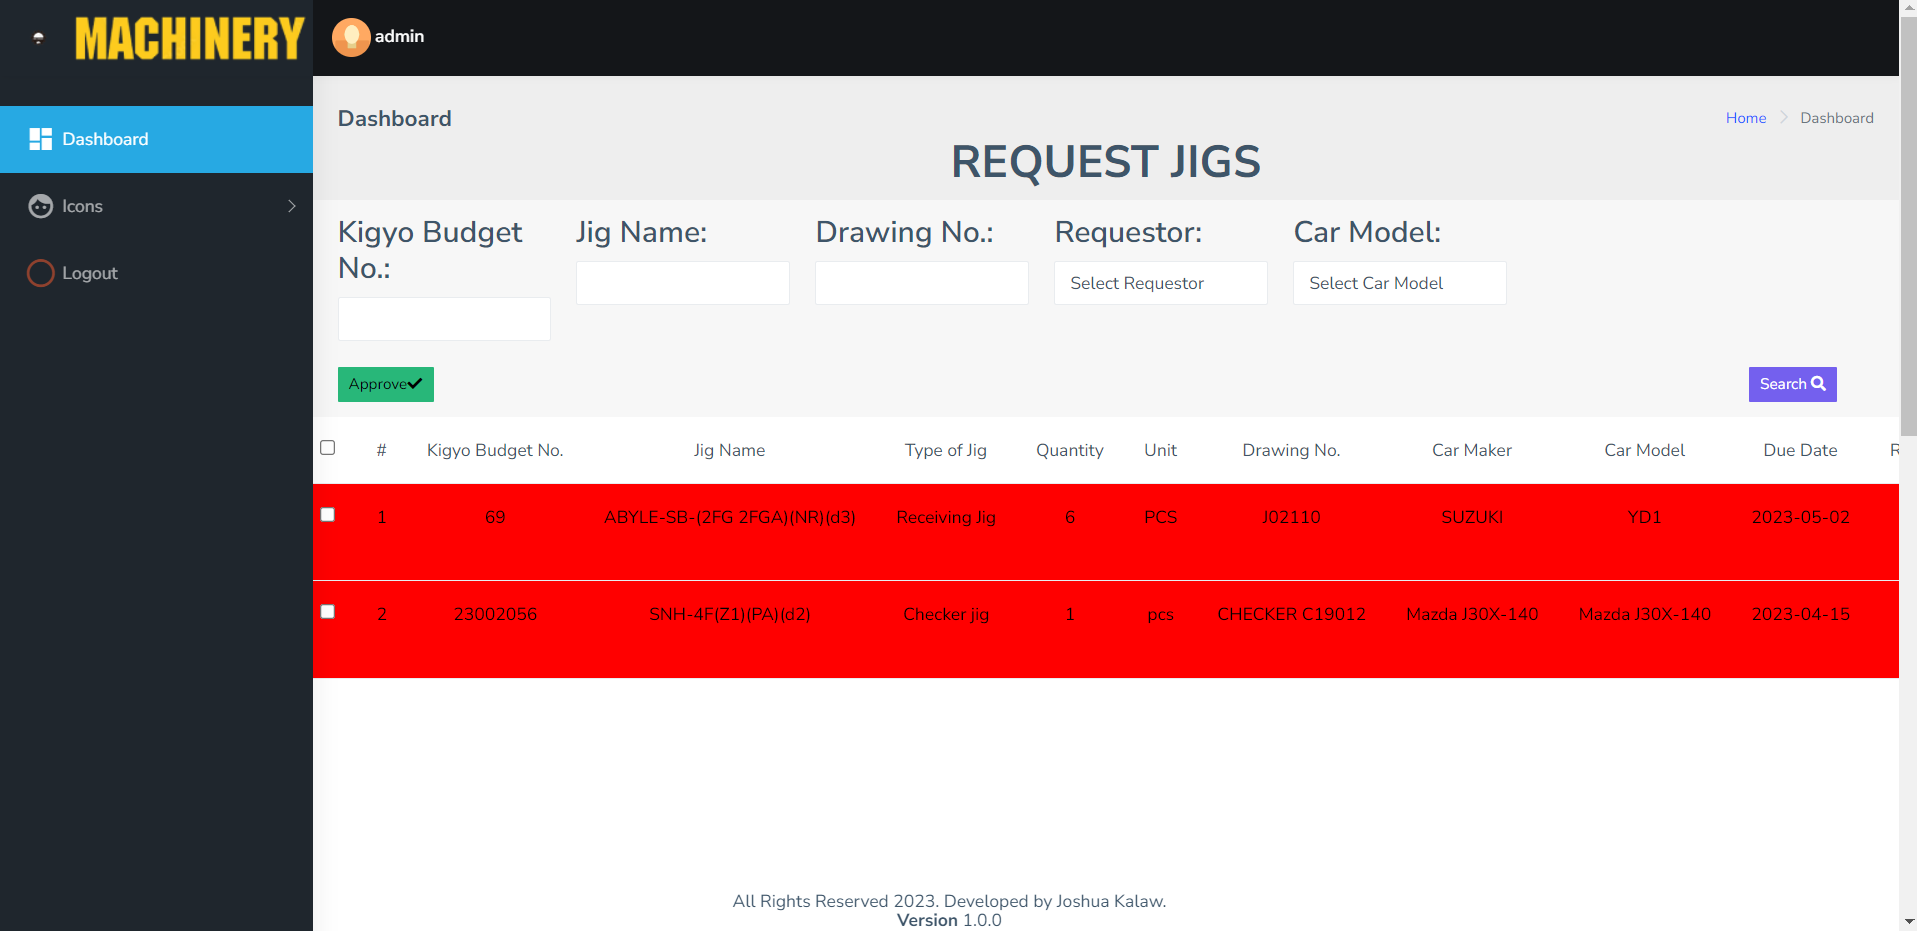 MACHINERY
admin
Dashboard
Icons
Logout
Dashboard
Home
Dashboard
REQUEST JIGS
Kigyo Budget
No.:
Jig Name:
Drawing No.:
Requestor:
Car Model:
Select Requestor
Select Car Model
Approve
Search
# Kigyo Budget No. Jig Name Type of Jig Quantity Unit Drawing No. Car Maker Car Model Due Date R
1 69 ABYLE-SB-(2FG 2FGA)(NR)(d3) Receiving Jig 6 PCS J02110 SUZUKI YD1 2023-05-02
2 23002056 SNH-4F(Z1)(PA)(d2) Checker jig 1 pcs CHECKER C19012 Mazda J30X-140 Mazda J30X-140 2023-04-15
All Rights Reserved 2023. Developed by Joshua Kalaw.
Version 1.0.0